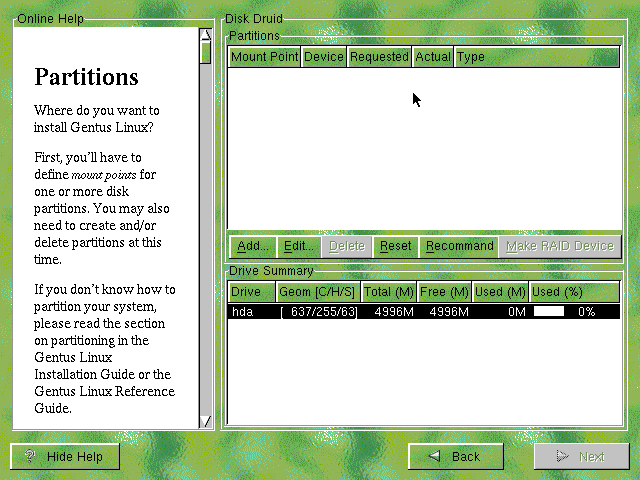 Online Help
Partitions
Where do you want to
install Gentus Linux?
First, you'll have to
define mount points for
one or more disk
partitions. You may also
need to create and/or
delete partitions at this
time.
If you don't know how to
partition your system,
please read the section
on partitioning in the
Gentus Linux
Installation Guide or the
Gentus Linux Reference
Guide.
Disk Druid
Partitions
Mount Point Device Requested Actual Type
Add... Edit... Delete Reset Recommand Make RAID Device
Drive Summary
Drive Geom [C/H/S] Total (M) Free (M) Used (M) Used (%)
hda [ 637/255/63] 4996M 4996M 0M 0%
? Hide Help Back Next